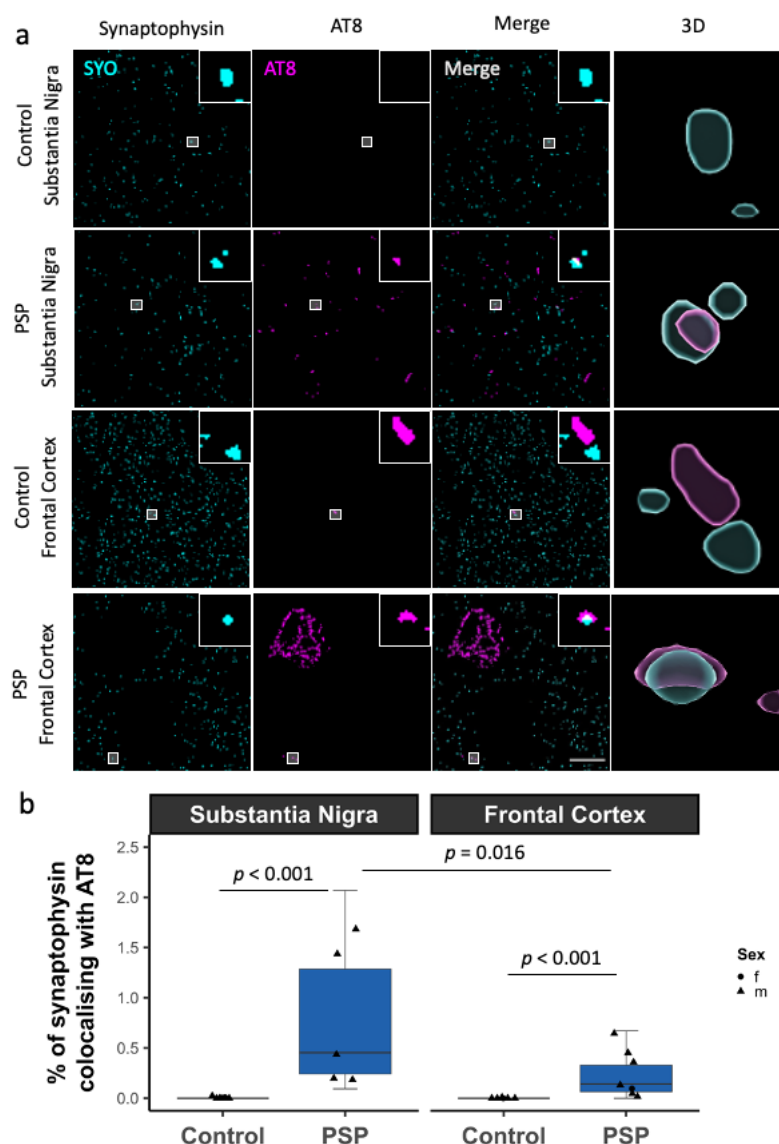 a
Synaptophysin AT8 Merge 3D
SYO AT8 Merge
Control
Substantia Nigra
PSP
Substantia Nigra
Control
Frontal Cortex
PSP
Frontal Cortex
b
Substantia Nigra Frontal Cortex
% of synaptophysin
colocalising with AT8
2.5
2.0
1.5
1.0
0.5
0.0
p < 0.001
p = 0.016
p < 0.001
Sex
f
m
Control PSP Control PSP